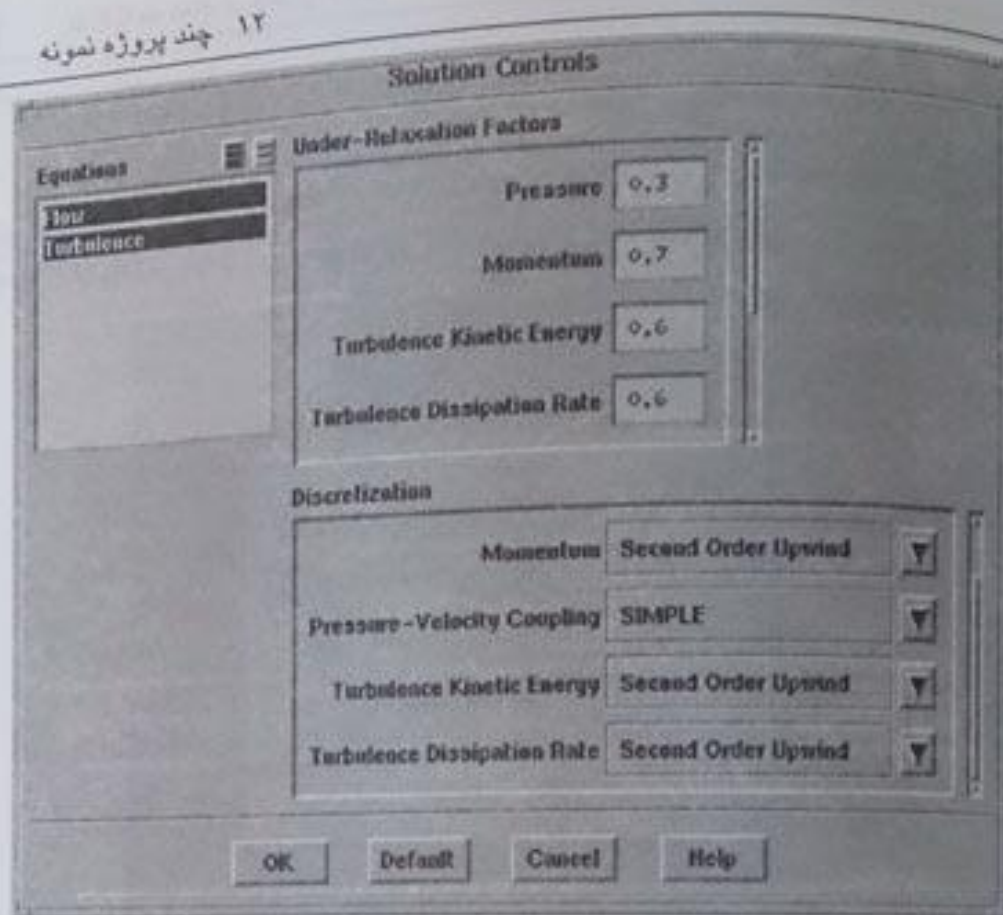 ۱۲ چند پروژه نمونه
Solution Controls
Equations
Flow
Turbulence
Under-Relaxation Factors
Pressure 0.3
Momentum 0.7
Turbulence Kinetic Energy 0.6
Turbulence Dissipation Rate 0.6
Discretization
Momentum Second Order Upwind
Pressure-Velocity Coupling SIMPLE
Turbulence Kinetic Energy Second Order Upwind
Turbulence Dissipation Rate Second Order Upwind
OK Default Cancel Help